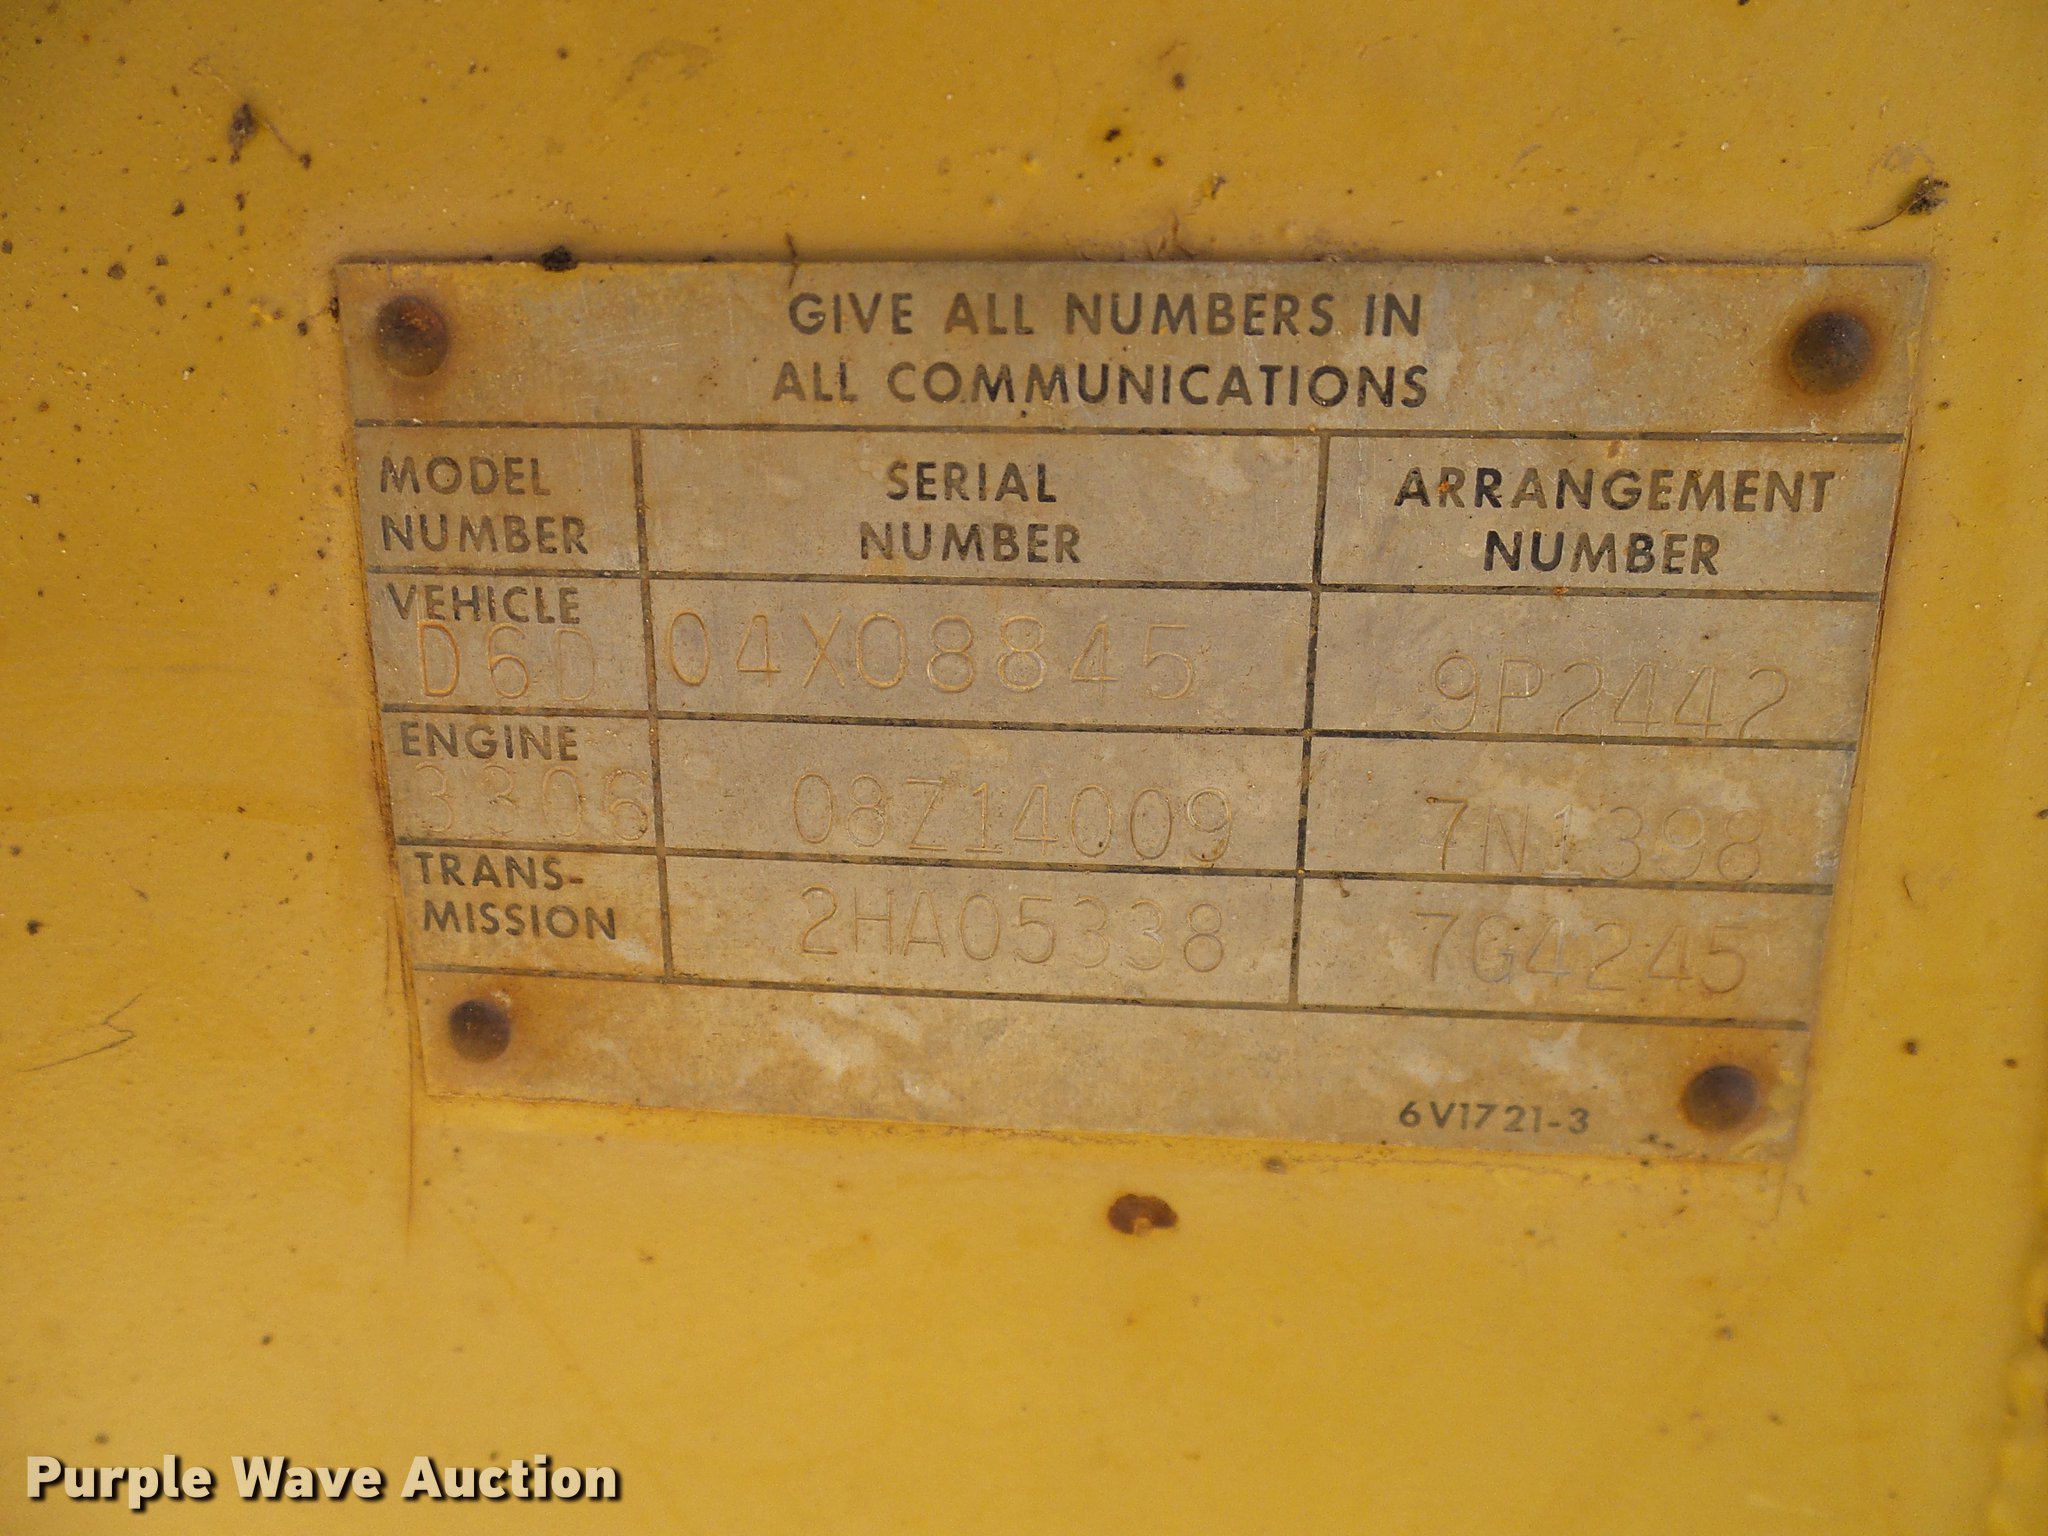 GIVE ALL NUMBERS IN
ALL COMMUNICATIONS
MODEL
NUMBER
SERIAL
NUMBER
ARRANGEMENT
NUMBER
VEHICLE
D6D
04X08845
9P2442
ENGINE
3306
08Z14009
7N1398
TRANS-
MISSION
2HA05338
7G4245
6V1721-3
Purple Wave Auction